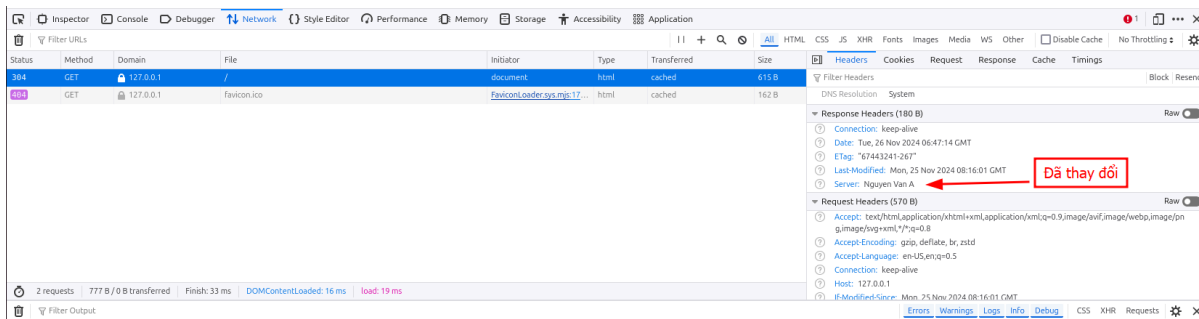 Inspector Console Debugger Network {} Style Editor Performance Memory Storage Accessibility Application 1
Filter URLs All HTML CSS JS XHR Fonts Images Media WS Other Disable Cache No Throttling
Status Method Domain File Initiator Type Transferred Size
304 GET 127.0.0.1 / document html cached 615 B
404 GET 127.0.0.1 favicon.ico FaviconLoader.sys.mjs:17... html cached 162 B
2 requests 777 B / 0 B transferred Finish: 33 ms DOMContentLoaded: 16 ms load: 19 ms
Headers Cookies Request Response Cache Timings
Filter Headers Block Resend
DNS Resolution System
Response Headers (180 B) Raw
Connection: keep-alive
Date: Tue, 26 Nov 2024 06:47:14 GMT
ETag: "67443241-267"
Last-Modified: Mon, 25 Nov 2024 08:16:01 GMT
Server: Nguyen Van A
Đã thay đổi
Request Headers (570 B) Raw
Accept: text/html,application/xhtml+xml,application/xml;q=0.9,image/avif,image/webp,image/pn
g,image/svg+xml,*/*;q=0.8
Accept-Encoding: gzip, deflate, br, zstd
Accept-Language: en-US,en;q=0.5
Connection: keep-alive
Host: 127.0.0.1
If-Modified-Since: Mon, 25 Nov 2024 08:16:01 GMT
Filter Output Errors Warnings Logs Info Debug CSS XHR Requests